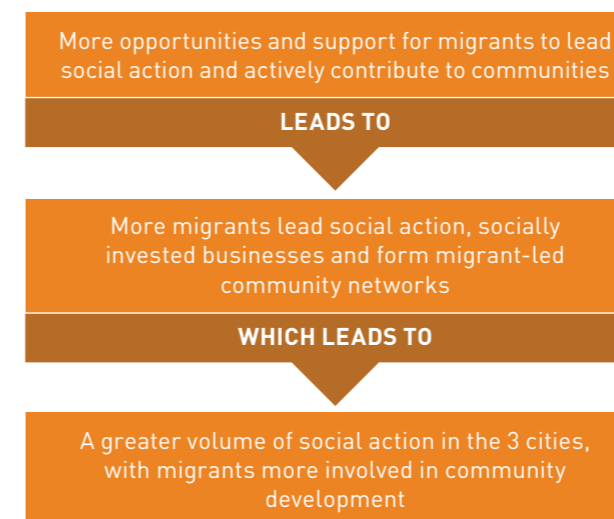 More opportunities and support for migrants to lead
social action and actively contribute to communities
LEADS TO
More migrants lead social action, socially
invested businesses and form migrant-led
community networks
WHICH LEADS TO
A greater volume of social action in the 3 cities,
with migrants more involved in community
development